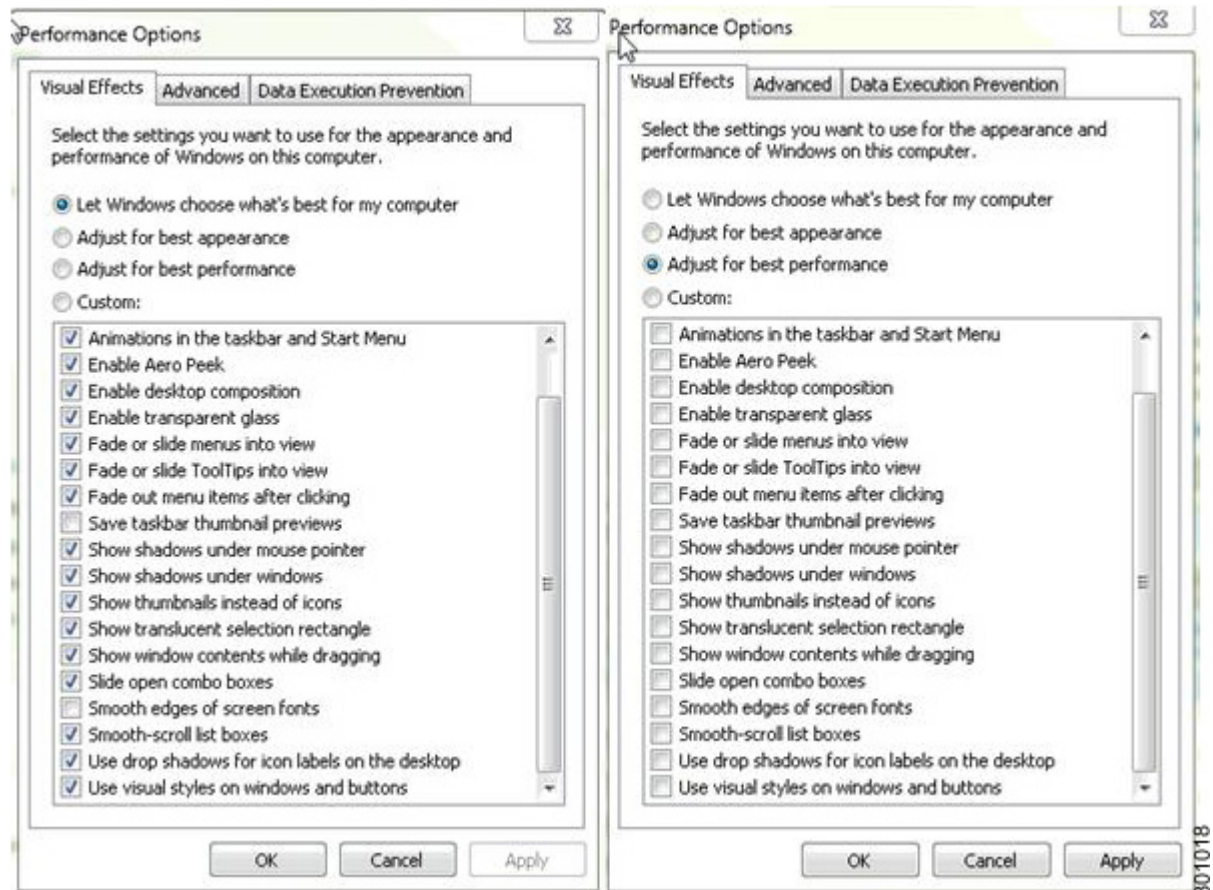 Performance Options
Visual Effects
Advanced
Data Execution Prevention
Select the settings you want to use for the appearance and
performance of Windows on this computer.
Let Windows choose what's best for my computer
Adjust for best appearance
Adjust for best performance
Custom:
Animations in the taskbar and Start Menu
Enable Aero Peek
Enable desktop composition
Enable transparent glass
Fade or slide menus into view
Fade or slide ToolTips into view
Fade out menu items after clicking
Save taskbar thumbnail previews
Show shadows under mouse pointer
Show shadows under windows
Show thumbnails instead of icons
Show translucent selection rectangle
Show window contents while dragging
Slide open combo boxes
Smooth edges of screen fonts
Smooth-scroll list boxes
Use drop shadows for icon labels on the desktop
Use visual styles on windows and buttons
OK
Cancel
Apply
Performance Options
Visual Effects
Advanced
Data Execution Prevention
Select the settings you want to use for the appearance and
performance of Windows on this computer.
Let Windows choose what's best for my computer
Adjust for best appearance
Adjust for best performance
Custom:
Animations in the taskbar and Start Menu
Enable Aero Peek
Enable desktop composition
Enable transparent glass
Fade or slide menus into view
Fade or slide ToolTips into view
Fade out menu items after clicking
Save taskbar thumbnail previews
Show shadows under mouse pointer
Show shadows under windows
Show thumbnails instead of icons
Show translucent selection rectangle
Show window contents while dragging
Slide open combo boxes
Smooth edges of screen fonts
Smooth-scroll list boxes
Use drop shadows for icon labels on the desktop
Use visual styles on windows and buttons
OK
Cancel
Apply